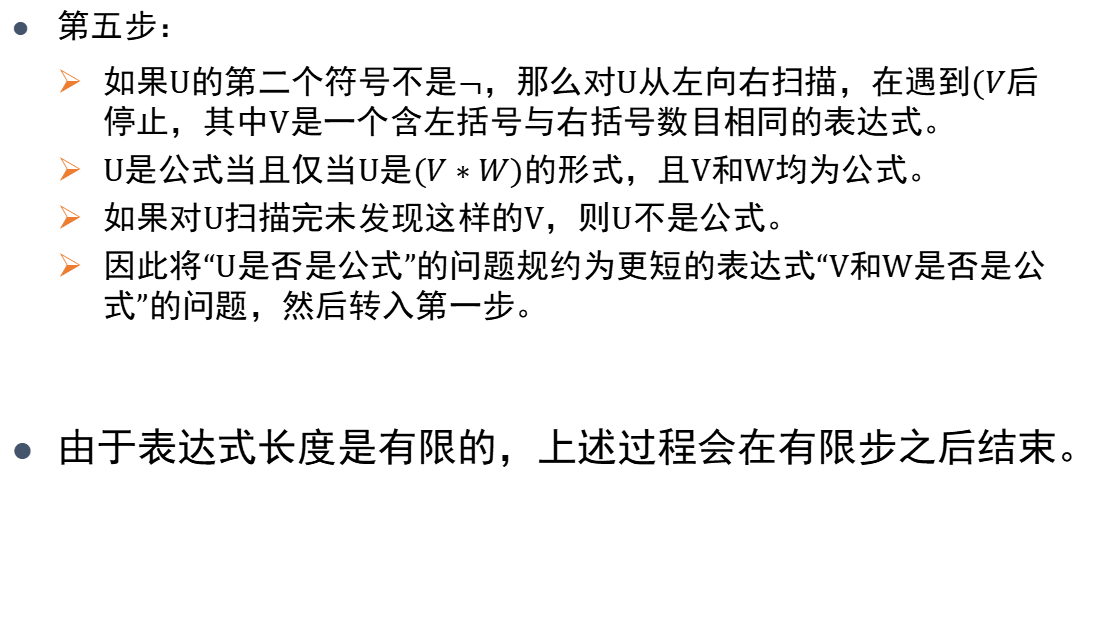 第五步：
如果U的第二个符号不是¬，那么对U从左向右扫描，在遇到(V后
停止，其中V是一个含左括号与右括号数目相同的表达式。
U是公式当且仅当U是(V ∗ W)的形式，且V和W均为公式。
如果对U扫描完未发现这样的V，则U不是公式。
因此将“U是否是公式”的问题规约为更短的表达式“V和W是否是公
式”的问题，然后转入第一步。
由于表达式长度是有限的，上述过程会在有限步之后结束。